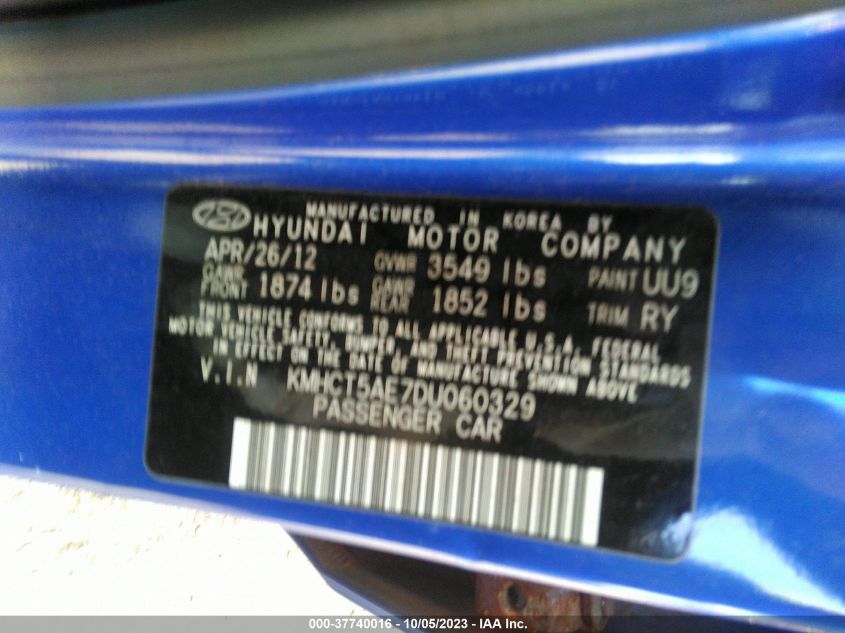 MANUFACTURED IN KOREA BY
HYUNDAI MOTOR COMPANY
APR/26/12 GVWR 3549 lbs PAINT UU9
GAWR FRONT 1874 lbs GAWR REAR 1852 lbs TRIM RY
THIS VEHICLE CONFORMS TO ALL APPLICABLE U.S.A. FEDERAL
MOTOR VEHICLE SAFETY, BUMPER, AND THEFT PREVENTION STANDARDS
IN EFFECT ON THE DATE OF MANUFACTURE SHOWN ABOVE
V.I.N KMHCT5AE7DU060329
PASSENGER CAR
000-37740016 - 10/05/2023 - IAA Inc.